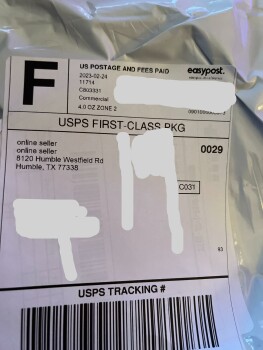 F
US POSTAGE AND FEES PAID
easypost.
2023-02-24
11714
C603331
Commercial
4.0 OZ ZONE 2
USPS FIRST-CLASS PKG
online seller
online seller
8120 Humble Westfield Rd
Humble, TX 77338
0029
C031
USPS TRACKING #